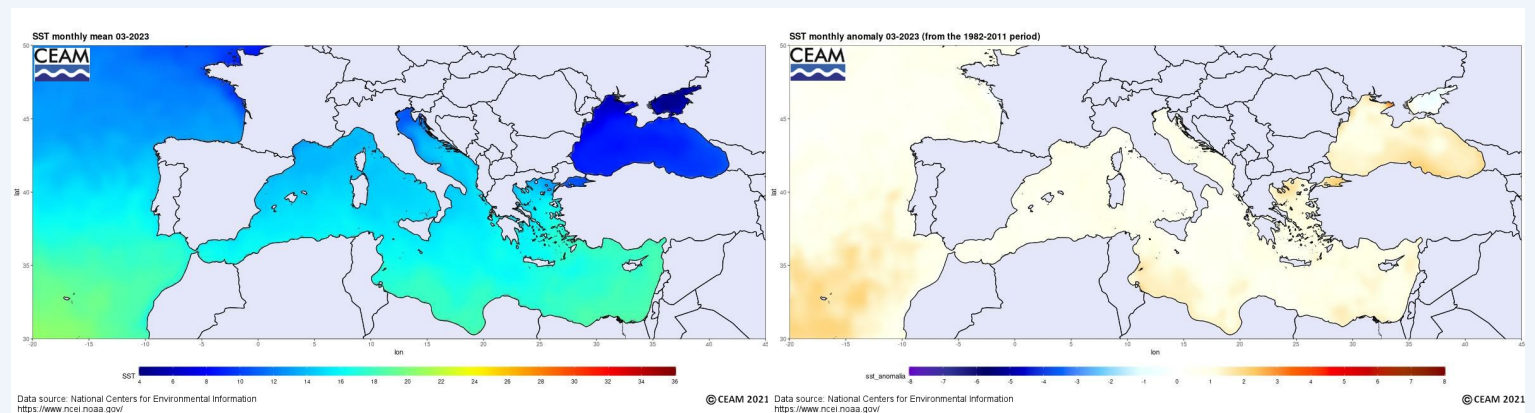 SST monthly mean 03-2023
CEAM
50
45
40
35
30
lat
-20 -15 -10 -5 0 5 10 15 20 25 30 35 40 45
lon
SST
4 6 8 10 12 14 16 18 20 22 24 26 28 30 32 34 36
Data source: National Centers for Environmental Information
https://www.ncei.noaa.gov/
© CEAM 2021
SST monthly anomaly 03-2023 (from the 1982-2011 period)
CEAM
50
45
40
35
30
lat
-20 -15 -10 -5 0 5 10 15 20 25 30 35 40 45
lon
sst_anomalia
-8 -7 -6 -5 -4 -3 -2 -1 0 1 2 3 4 5 6 7 8
Data source: National Centers for Environmental Information
https://www.ncei.noaa.gov/
© CEAM 2021